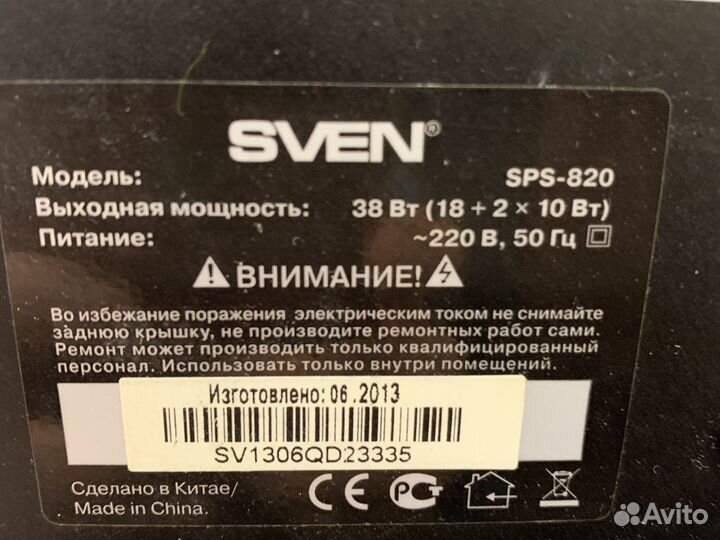 SVEN®
Модель: SPS-820
Выходная мощность: 38 Вт (18 + 2 × 10 Вт)
Питание: ~220 В, 50 Гц
ВНИМАНИЕ!
Во избежание поражения электрическим током не снимайте
заднюю крышку, не производите ремонтных работ сами.
Ремонт может производить только квалифицированный
персонал. Использовать только внутри помещений.
Изготовлено: 06.2013
SV1306QD23335
Сделано в Китае/
Made in China.
CE PC
Avito